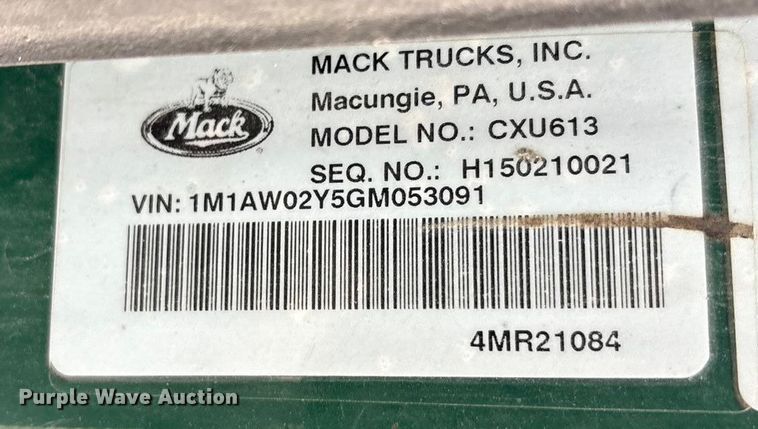 MACK TRUCKS, INC.
Mack
Macungie, PA, U.S.A.
MODEL NO.: CXU613
SEQ. NO.: H150210021
VIN: 1M1AW02Y5GM053091
4MR21084
Purple Wave Auction